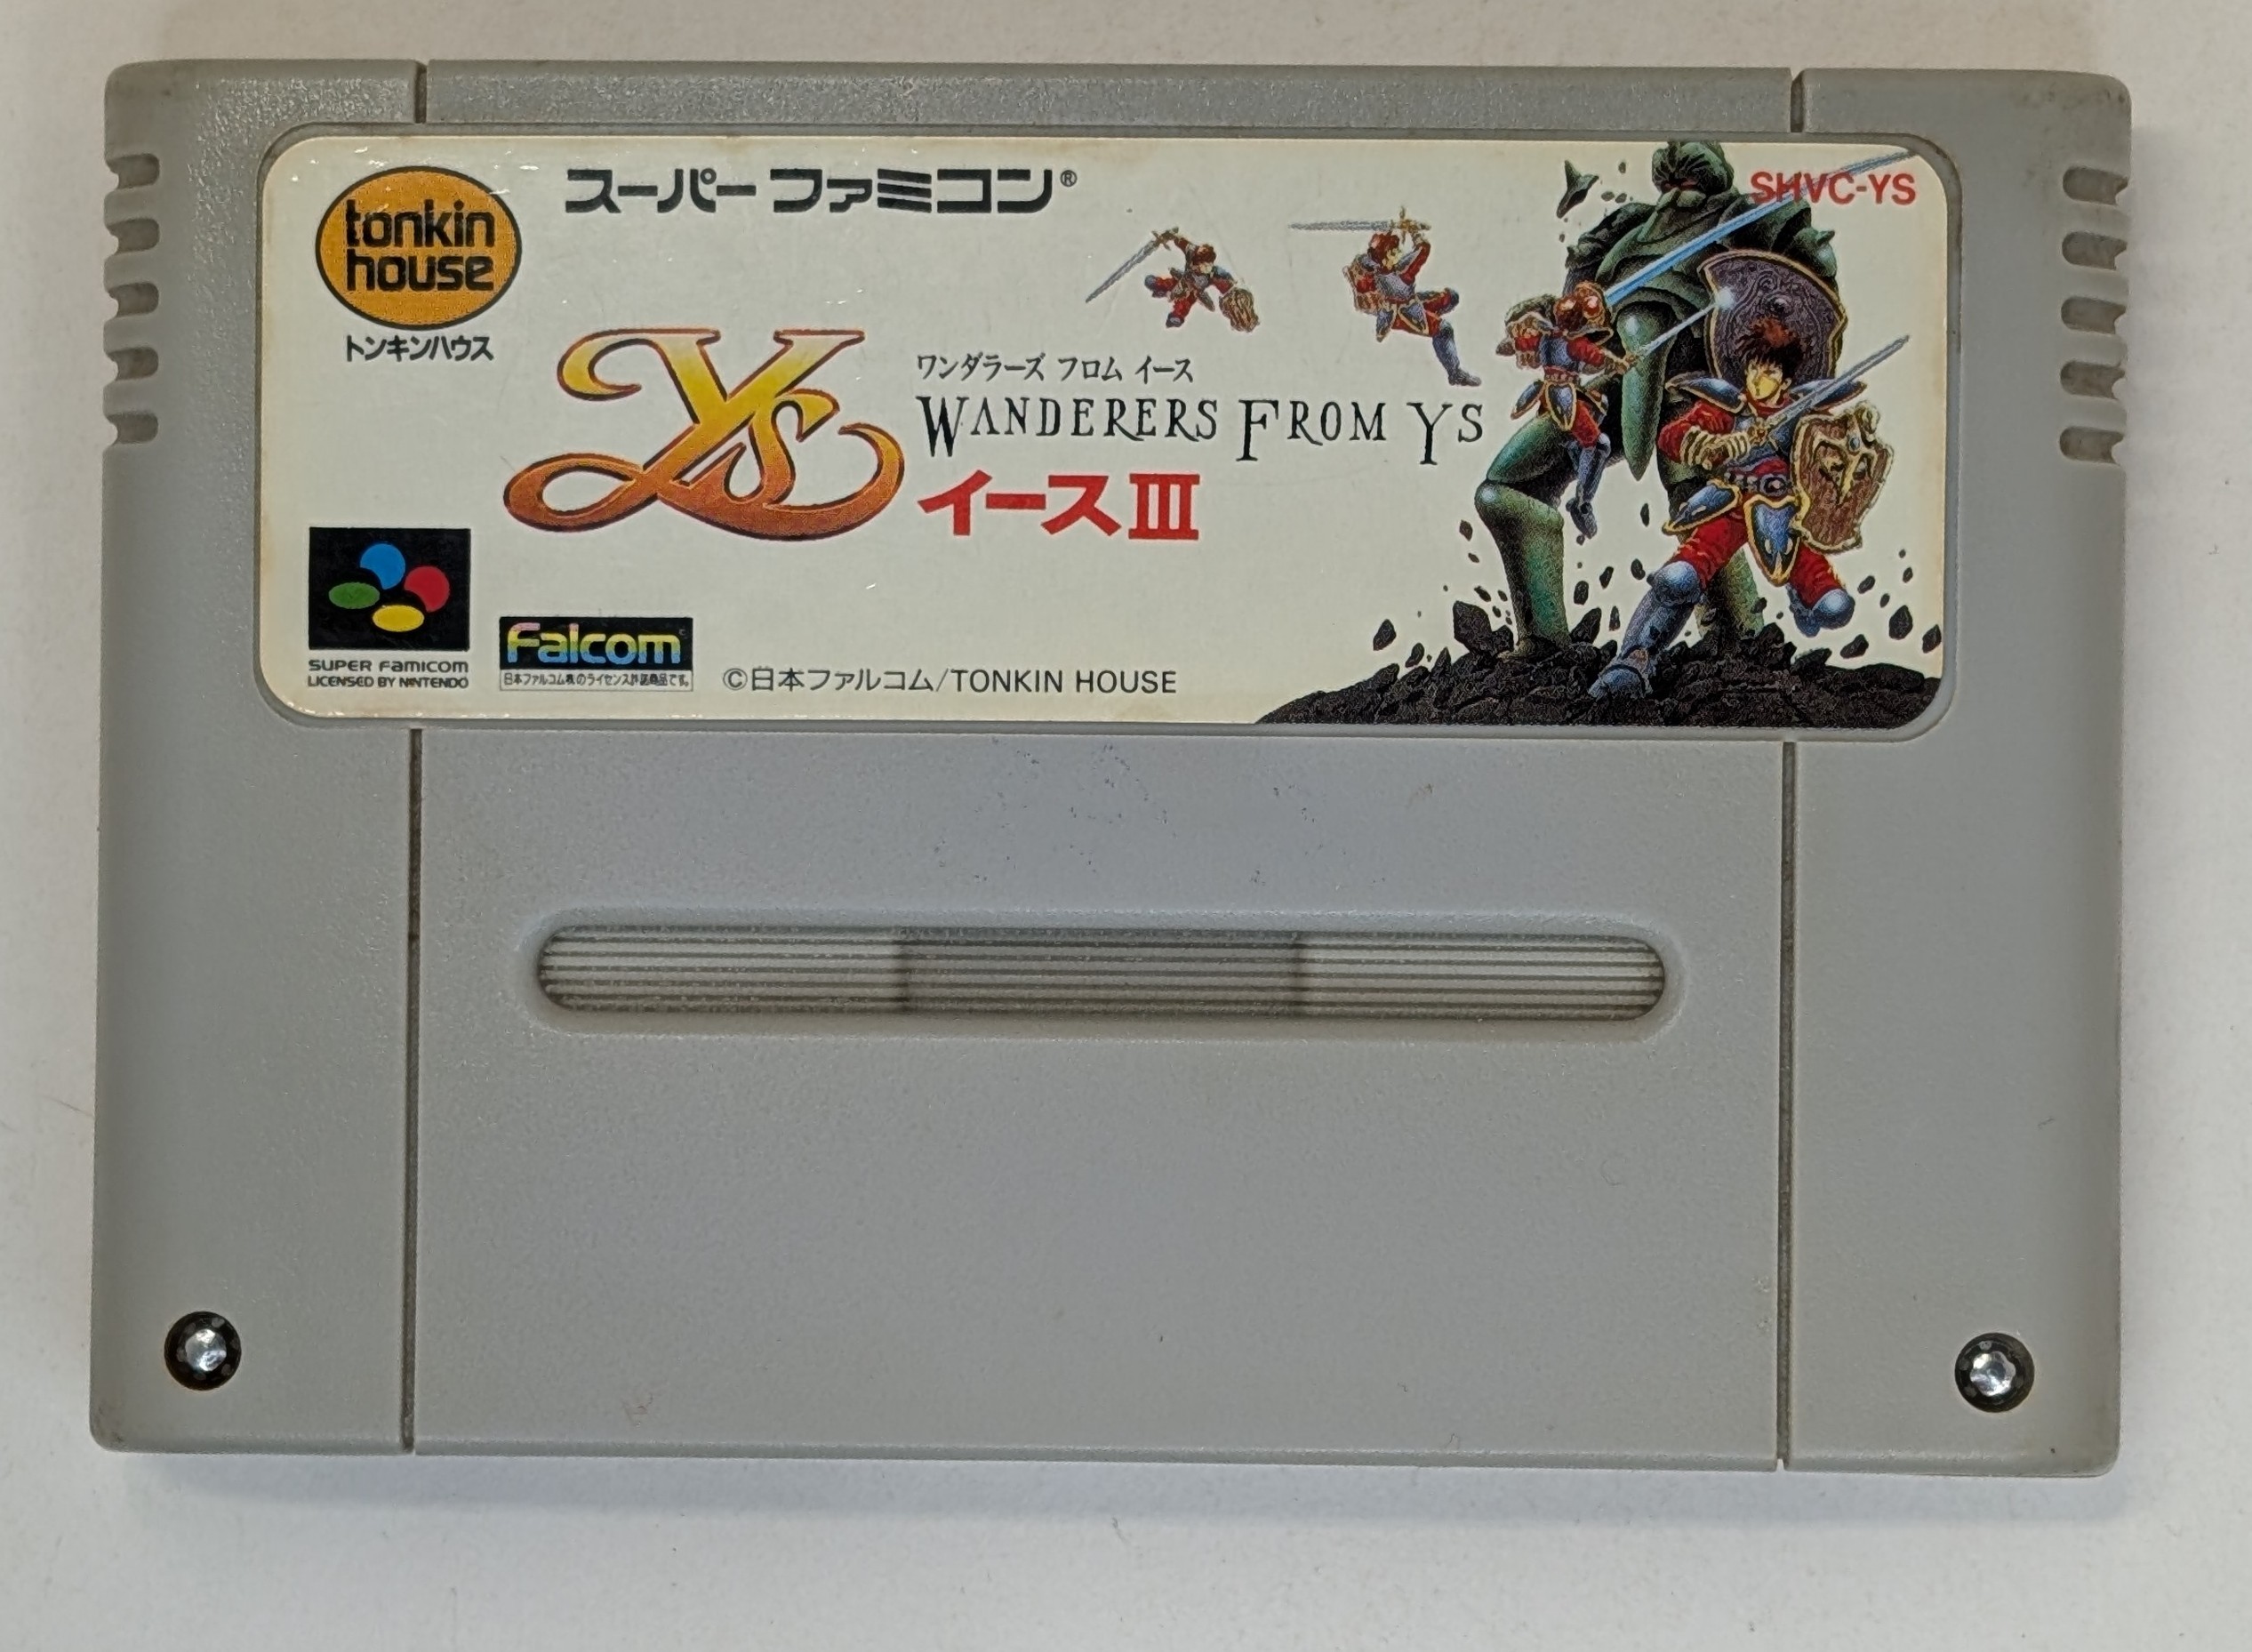 tonkin
house
トンキンハウス
スーパーファミコン®
SHVC-YS
Ys
ワンダラーズ フロム イース
WANDERERS FROM YS
イースIII
SUPER FAMICOM
LICENSED BY NINTENDO
Falcom
日本ファルコム㈱のライセンス許諾商品です。
©日本ファルコム/TONKIN HOUSE